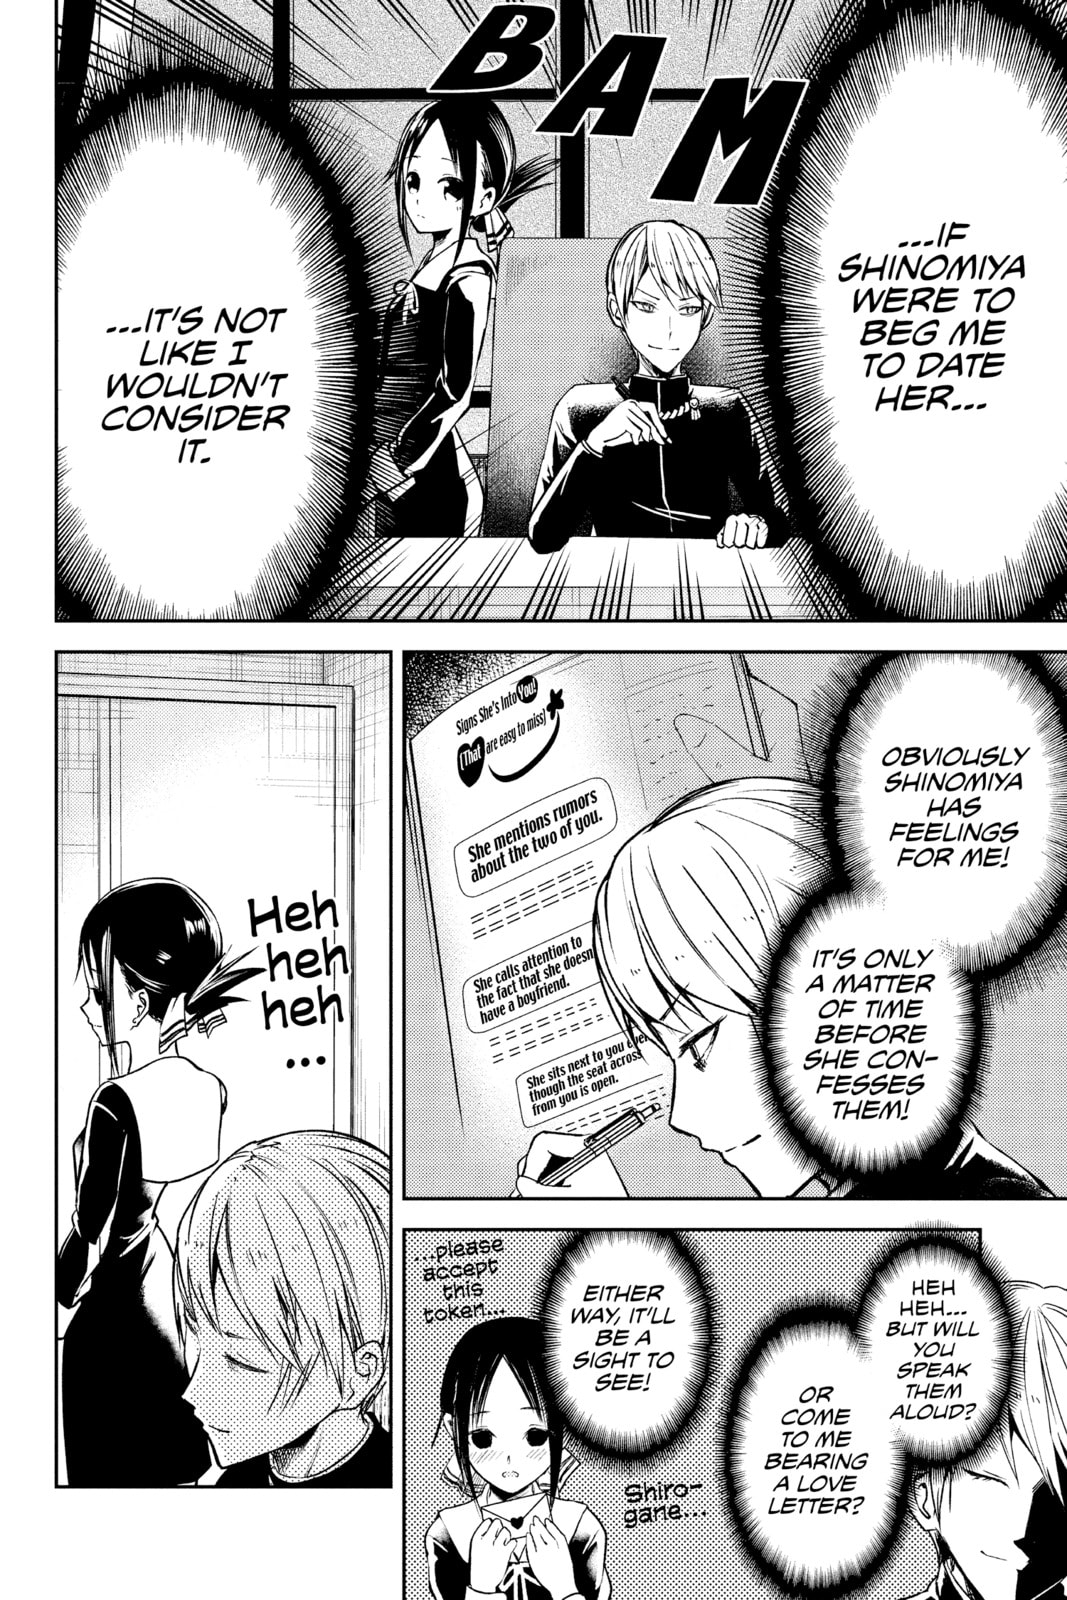 BAM
...IF
SHINOMIYA
WERE TO
BEG ME
TO DATE
HER...
...IT'S NOT
LIKE I
WOULDN'T
CONSIDER
IT.
OBVIOUSLY
SHINOMIYA
HAS
FEELINGS
FOR ME!
IT'S ONLY
A MATTER
OF TIME
BEFORE
SHE CON-
FESSES
THEM!
Signs She's Into You!
(That are easy to miss)
She mentions rumors
about the two of you.
She calls attention to
the fact that she doesn
have a boyfriend.
She sits next to you even
though the seat across
from you is open.
Heh
heh
heh
...
HEH
HEH...
BUT WILL
YOU
SPEAK
THEM
ALOUD?
OR
COME
TO ME
BEARING
A LOVE
LETTER?
EITHER
WAY, IT'LL
BE A
SIGHT TO
SEE!
Shiro-
gane...
...please
accept
this
token...